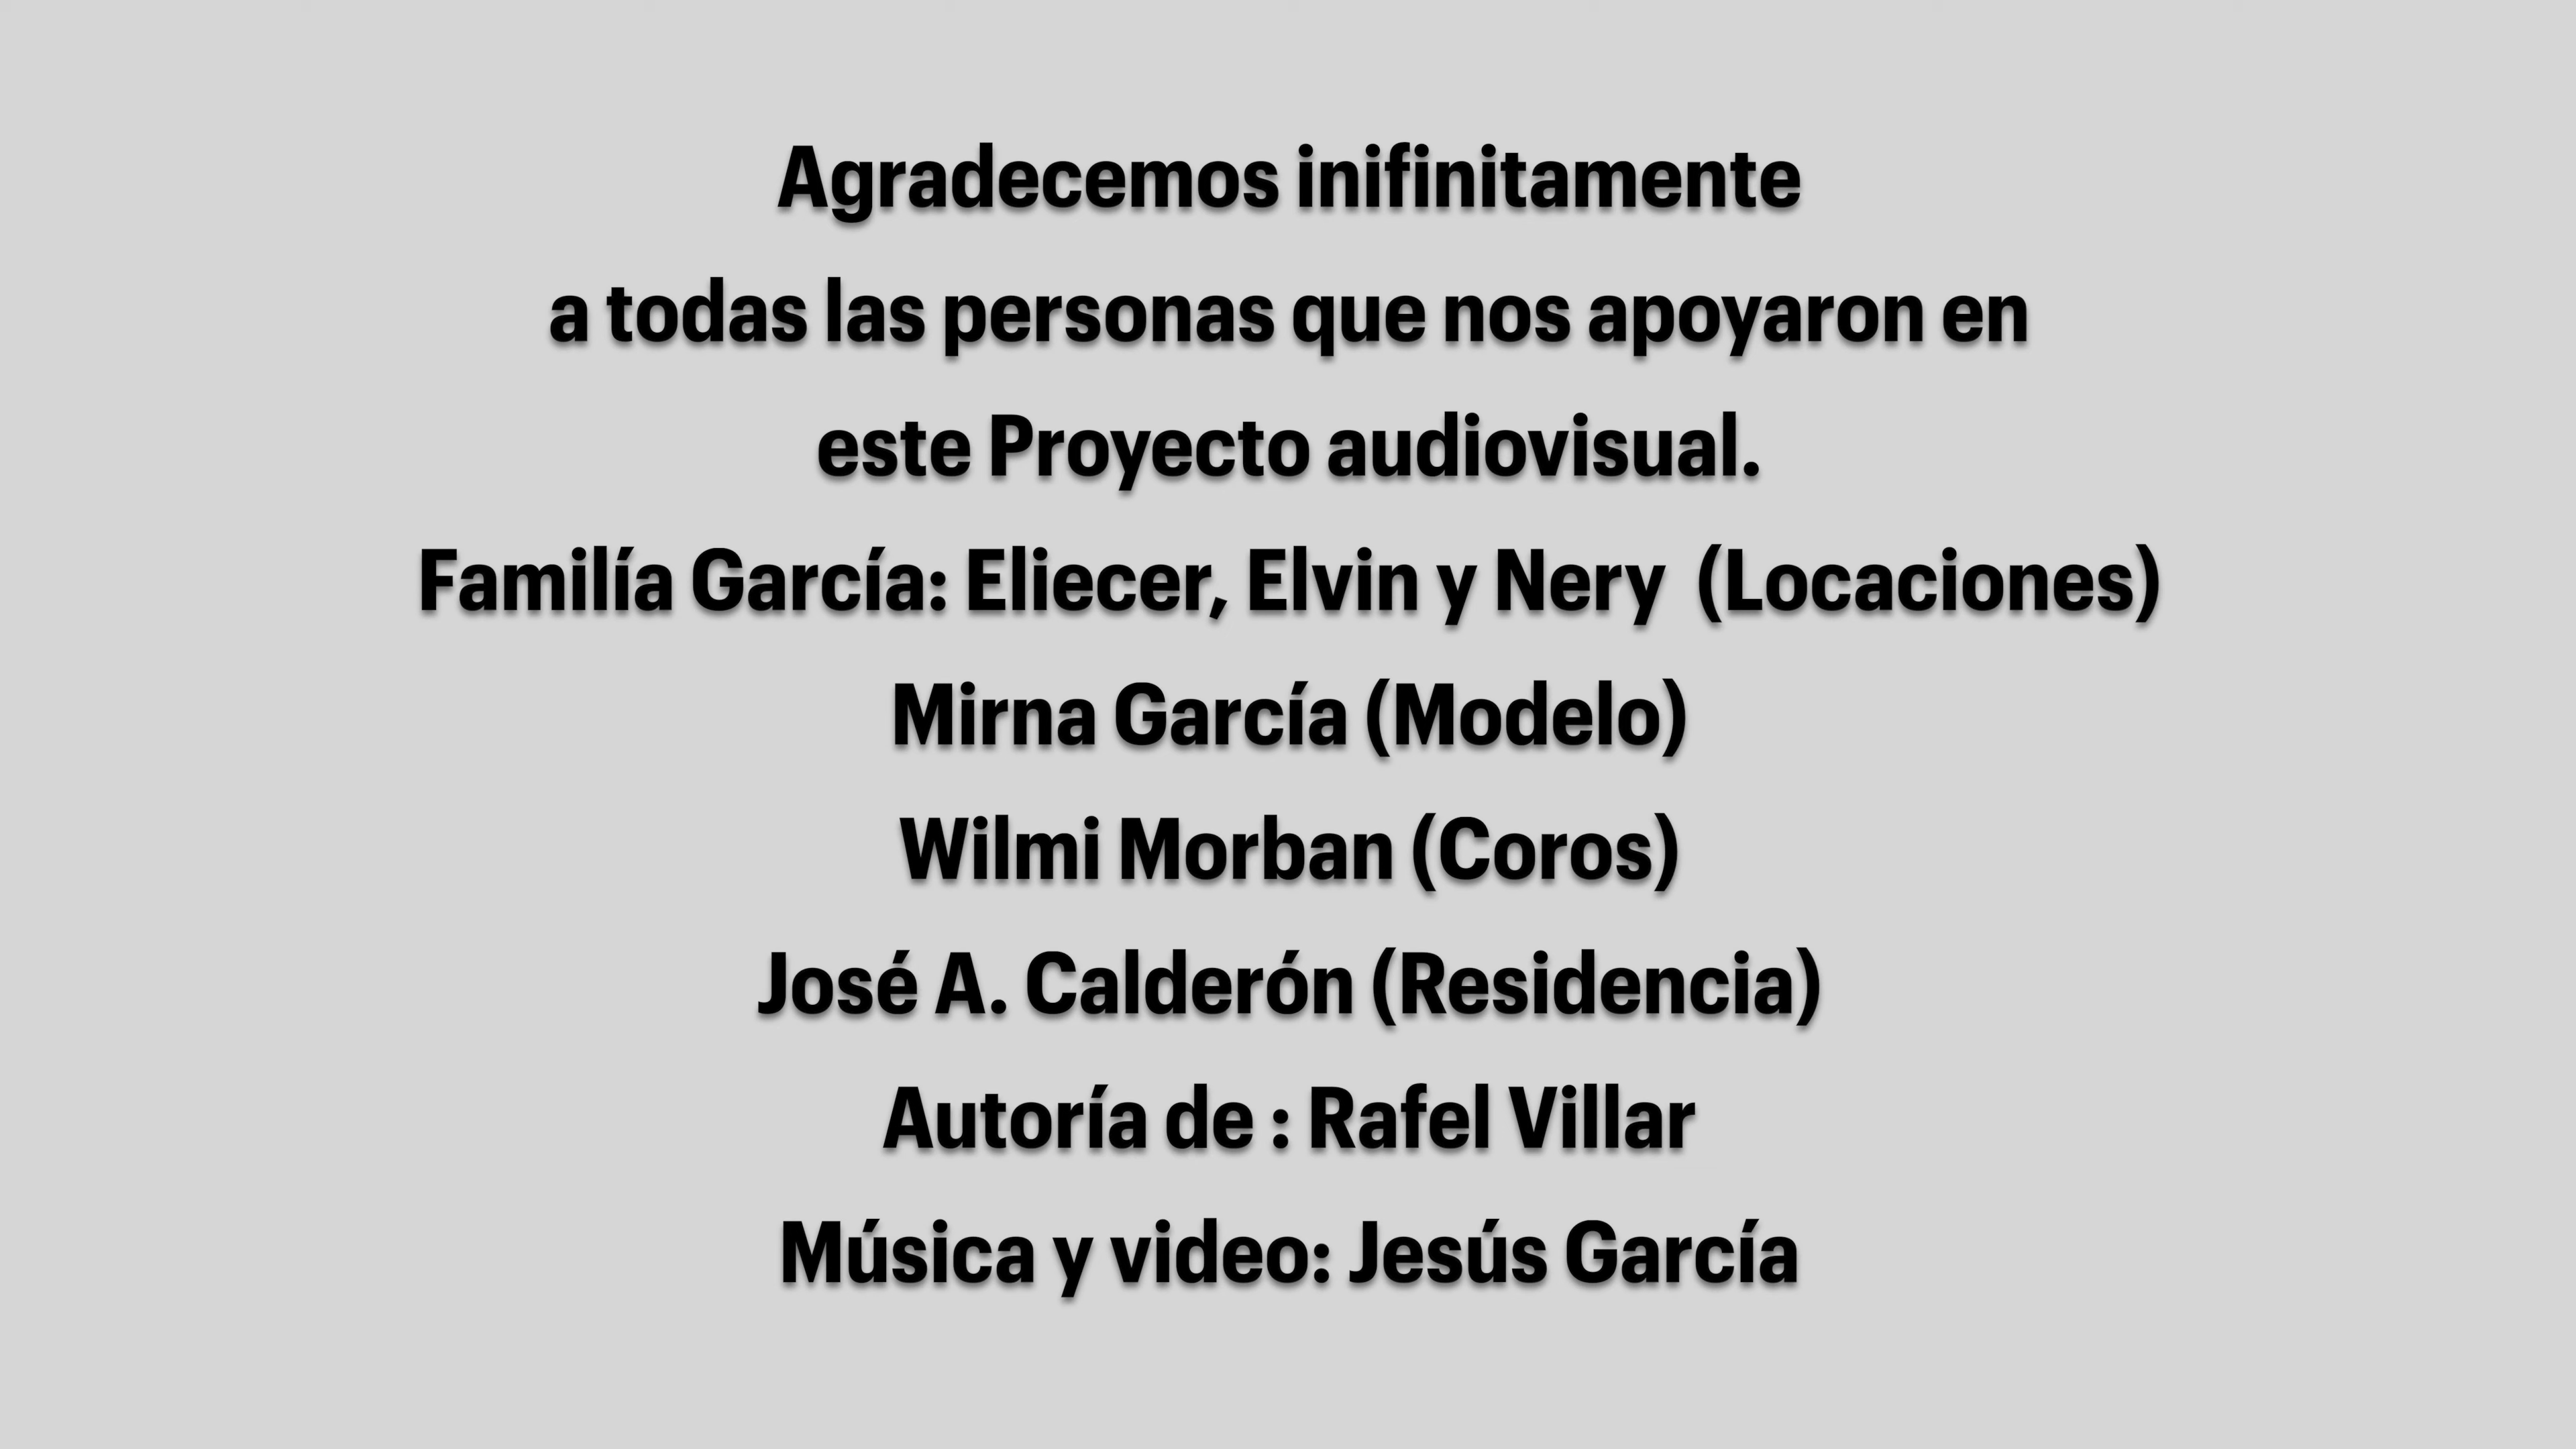 Agradecemos inifinitamente
a todas las personas que nos apoyaron en
este Proyecto audiovisual.
Familía García: Eliecer, Elvin y Nery  (Locaciones)
Mirna García (Modelo)
Wilmi Morban (Coros)
José A. Calderón (Residencia)
Autoría de : Rafel Villar
Música y video: Jesús García